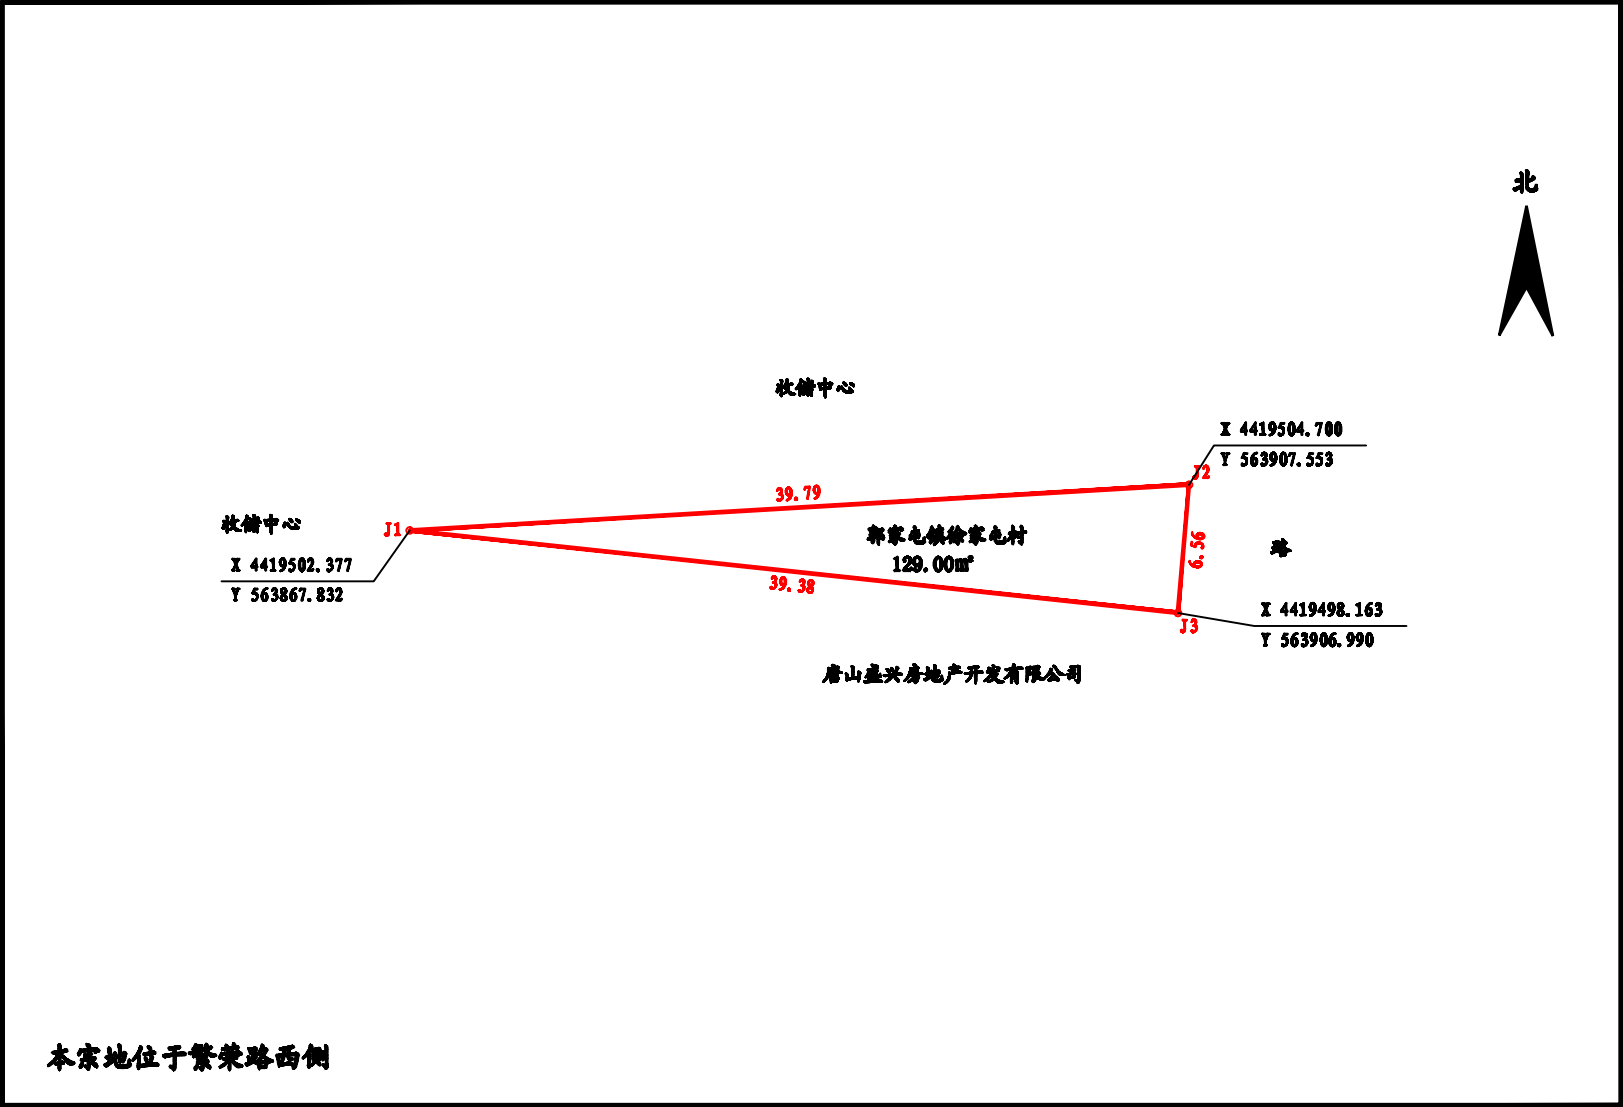 北
收储中心
X 4419504.700
Y 563907.553
J2
39.79
收储中心
J1
X 4419502.377
Y 563867.832
郭家屯镇徐家屯村
129.00㎡
6.56
路
39.38
X 4419498.163
Y 563906.990
J3
唐山盛兴房地产开发有限公司
本宗地位于繁荣路西侧